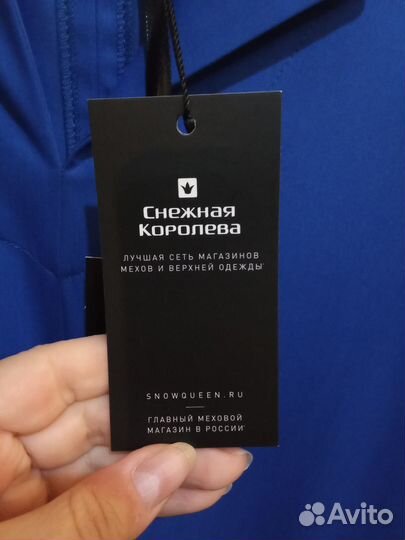 Снежная
Королева
ЛУЧШАЯ СЕТЬ МАГАЗИНОВ
МЕХОВ И ВЕРХНЕЙ ОДЕЖДЫ
SNOWQUEEN.RU
ГЛАВНЫЙ МЕХОВОЙ
МАГАЗИН В РОССИИ
Avito